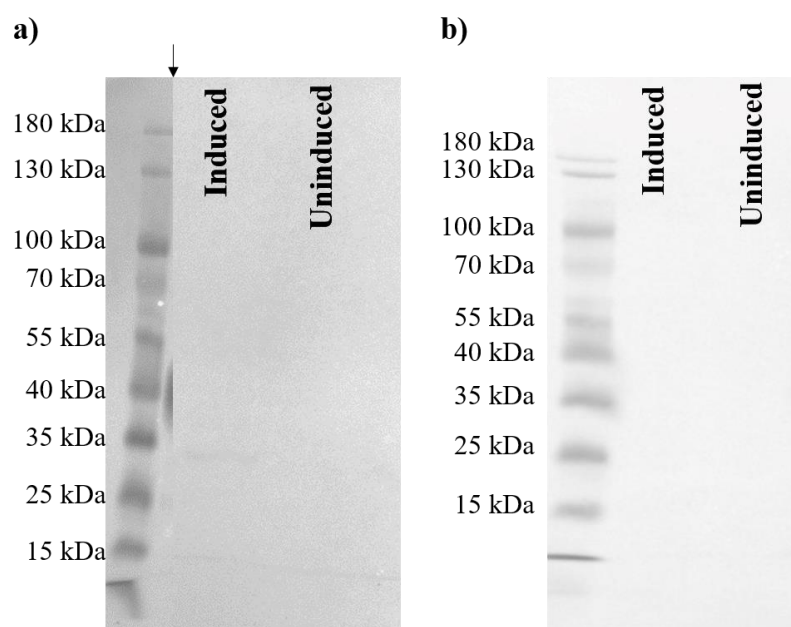 a)
Induced
Uninduced
180 kDa
130 kDa
100 kDa
70 kDa
55 kDa
40 kDa
35 kDa
25 kDa
15 kDa
b)
Induced
Uninduced
180 kDa
130 kDa
100 kDa
70 kDa
55 kDa
40 kDa
35 kDa
25 kDa
15 kDa